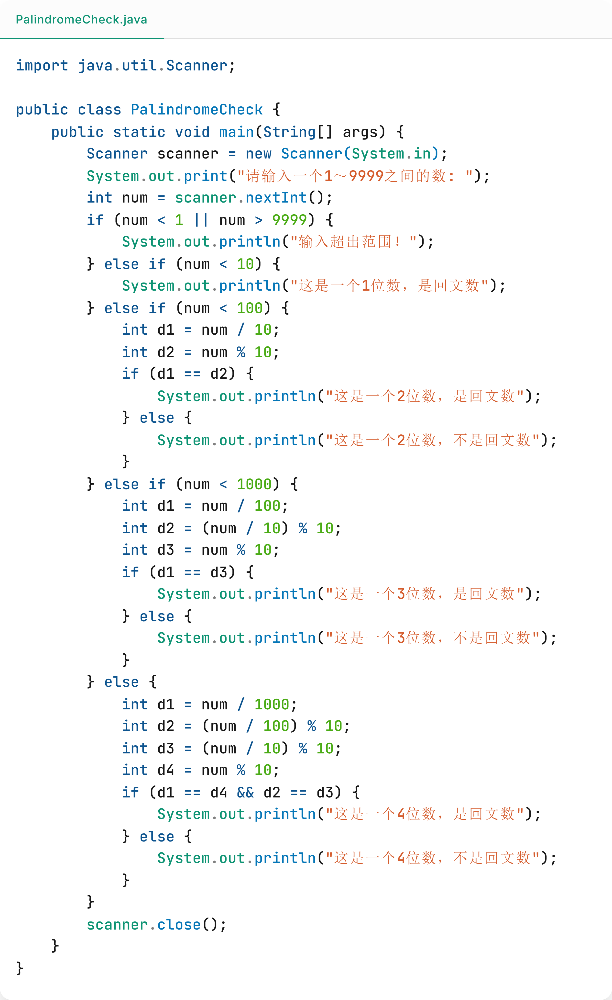 PalindromeCheck.java
import java.util.Scanner;
public class PalindromeCheck {
    public static void main(String[] args) {
        Scanner scanner = new Scanner(System.in);
        System.out.print("请输入一个1～9999之间的数：");
        int num = scanner.nextInt();
        if (num < 1 || num > 9999) {
            System.out.println("输入超出范围！");
        } else if (num < 10) {
            System.out.println("这是一个1位数，是回文数");
        } else if (num < 100) {
            int d1 = num / 10;
            int d2 = num % 10;
            if (d1 == d2) {
                System.out.println("这是一个2位数，是回文数");
            } else {
                System.out.println("这是一个2位数，不是回文数");
            }
        } else if (num < 1000) {
            int d1 = num / 100;
            int d2 = (num / 10) % 10;
            int d3 = num % 10;
            if (d1 == d3) {
                System.out.println("这是一个3位数，是回文数");
            } else {
                System.out.println("这是一个3位数，不是回文数");
            }
        } else {
            int d1 = num / 1000;
            int d2 = (num / 100) % 10;
            int d3 = (num / 10) % 10;
            int d4 = num % 10;
            if (d1 == d4 && d2 == d3) {
                System.out.println("这是一个4位数，是回文数");
            } else {
                System.out.println("这是一个4位数，不是回文数");
            }
        }
        scanner.close();
    }
}